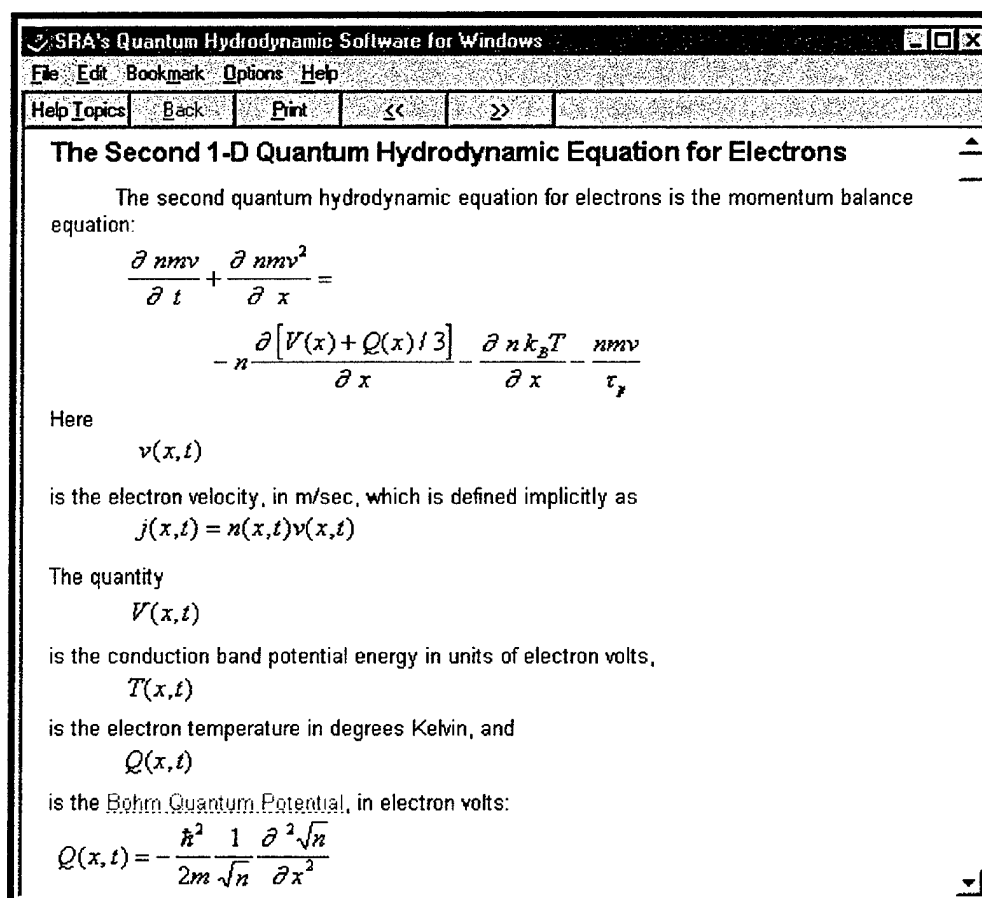 SRA's Quantum Hydrodynamic Software for Windows
File Edit Bookmark Options Help
Help Topics Back Print << >>
The Second 1-D Quantum Hydrodynamic Equation for Electrons
The second quantum hydrodynamic equation for electrons is the momentum balance
equation:
∂ nmv / ∂ t + ∂ nmv² / ∂ x =
- n ∂[V(x) + Q(x) / 3] / ∂ x - ∂ n k_B T / ∂ x - nmv / τ_p
Here
v(x,t)
is the electron velocity, in m/sec, which is defined implicitly as
j(x,t) = n(x,t)v(x,t)
The quantity
V(x,t)
is the conduction band potential energy in units of electron volts,
T(x,t)
is the electron temperature in degrees Kelvin, and
Q(x,t)
is the Bohm Quantum Potential, in electron volts:
Q(x,t) = - ħ² / 2m 1 / √n ∂ ²√n / ∂x²